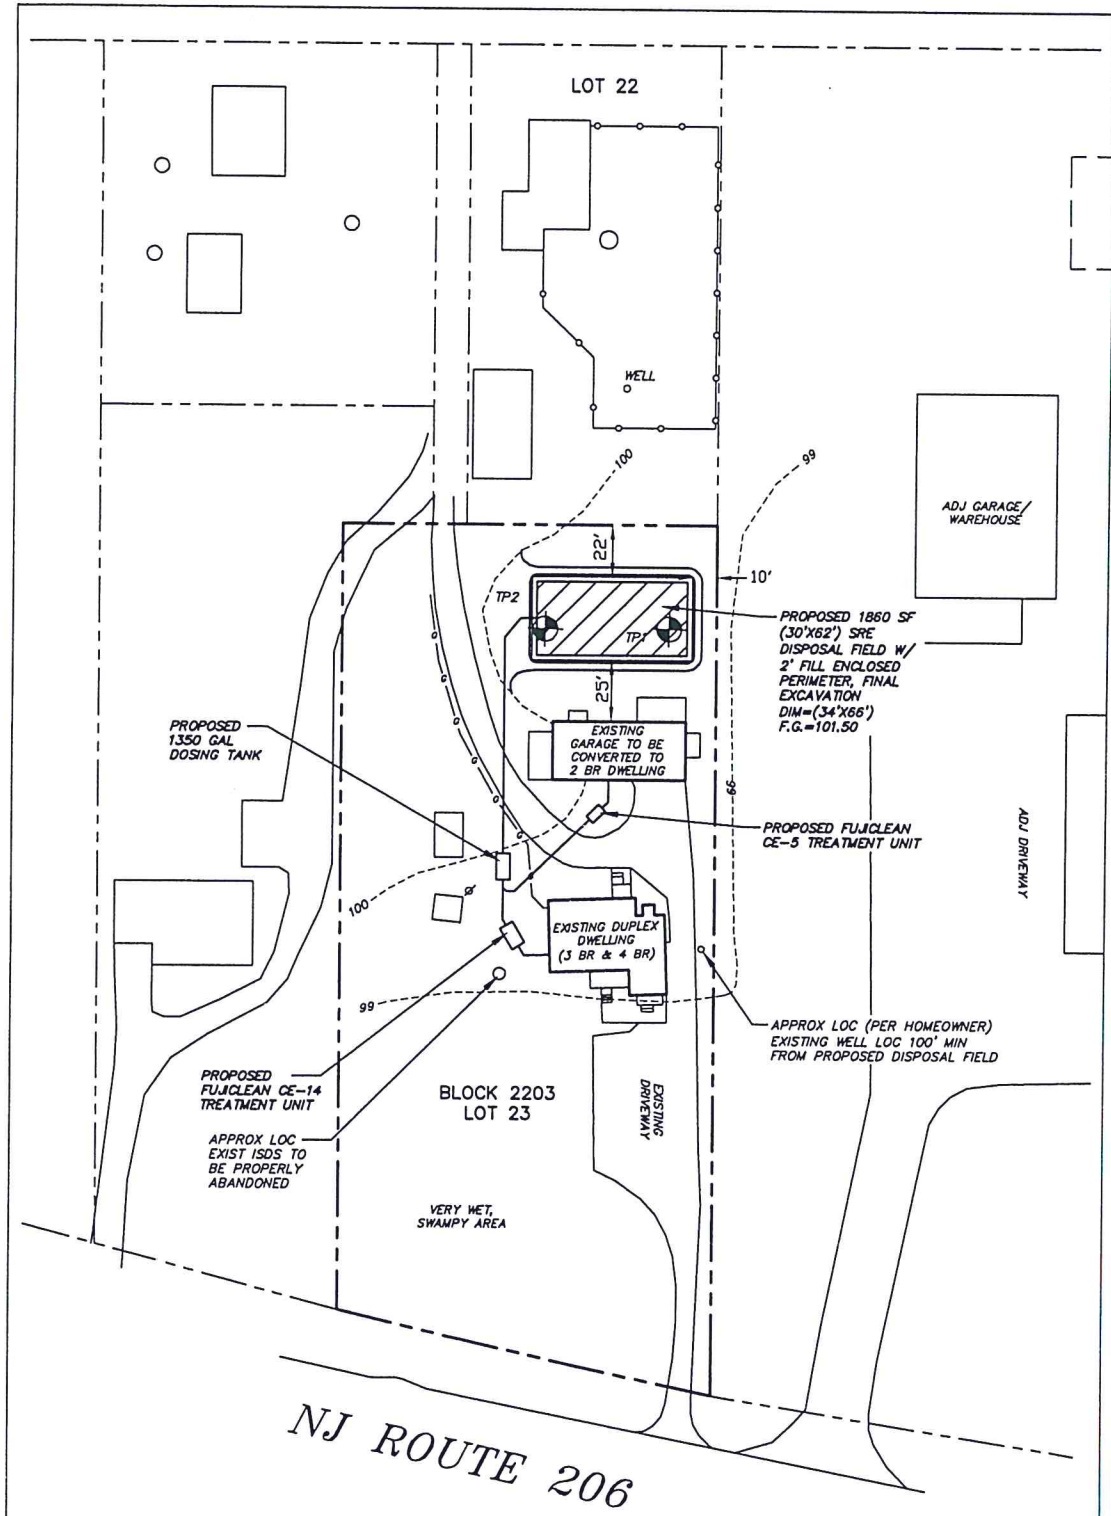 LOT 22
WELL
100
99
ADJ GARAGE/
WAREHOUSE
22'
10'
TP2
TP1
PROPOSED 1860 SF
(30'X62') SRE
DISPOSAL FIELD W/
2' FILL ENCLOSED
PERIMETER, FINAL
EXCAVATION
DIM=(34'X66')
F.G.=101.50
25'
PROPOSED
1350 GAL
DOSING TANK
EXISTING
GARAGE TO BE
CONVERTED TO
2 BR DWELLING
G
G
G
G
G
G
G
99
PROPOSED FUJICLEAN
CE-5 TREATMENT UNIT
ADJ DRIVEWAY
100
EXISTING DUPLEX
DWELLING
(3 BR & 4 BR)
99
APPROX LOC (PER HOMEOWNER)
EXISTING WELL LOC 100' MIN
FROM PROPOSED DISPOSAL FIELD
PROPOSED
FUJICLEAN CE-14
TREATMENT UNIT
BLOCK 2203
LOT 23
EXISTING
DRIVEWAY
APPROX LOC
EXIST ISDS TO
BE PROPERLY
ABANDONED
VERY WET,
SWAMPY AREA
NJ ROUTE 206